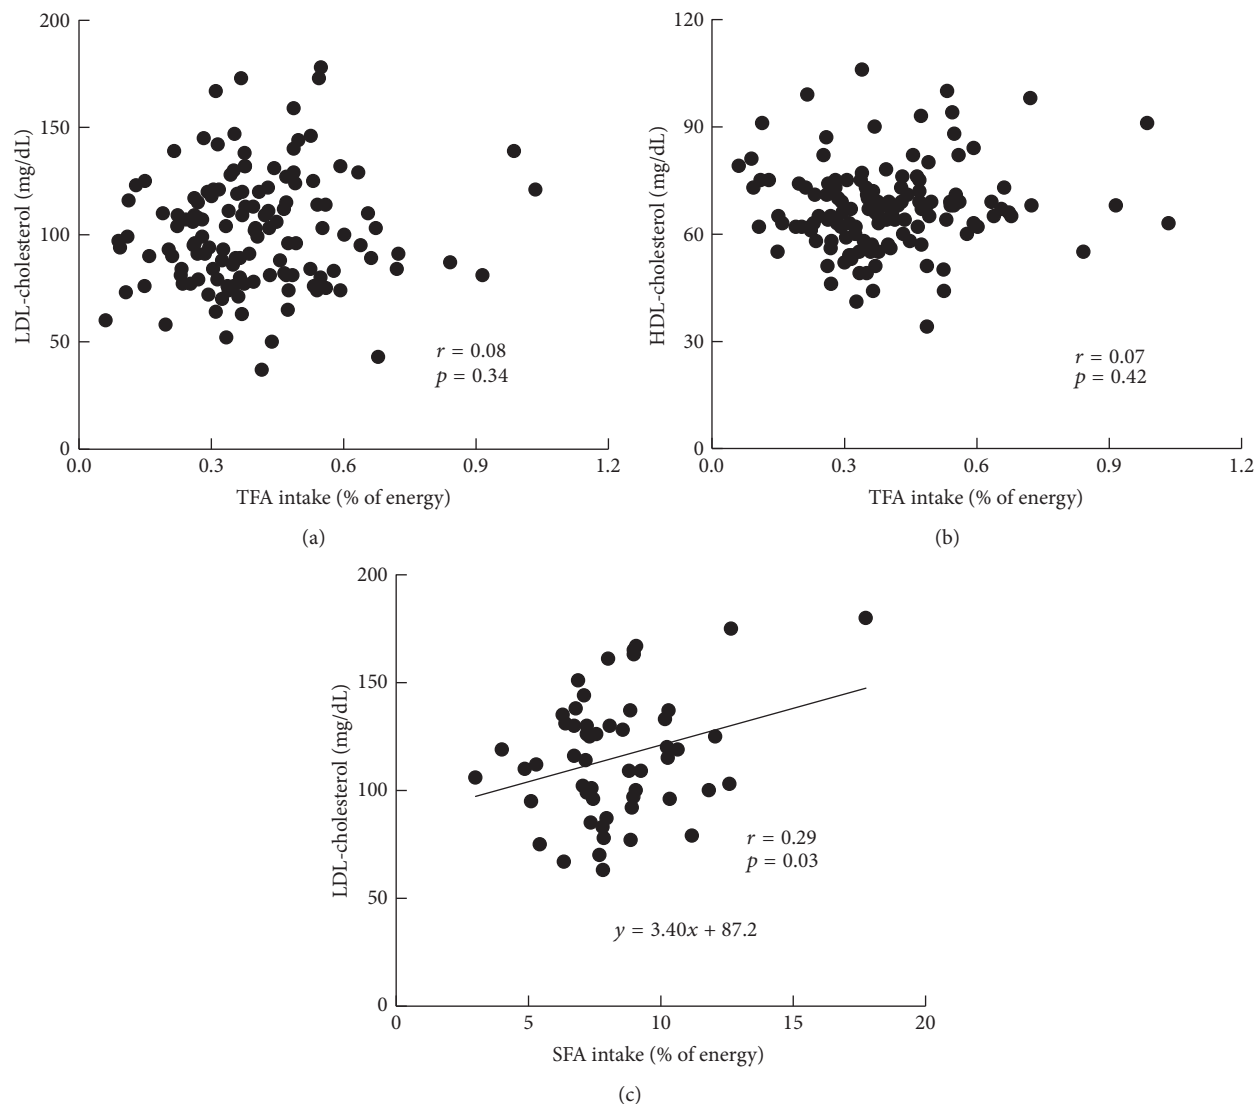 200
150
100
50
0
LDL-cholesterol (mg/dL)
r = 0.08
p = 0.34
0.0 0.3 0.6 0.9 1.2
TFA intake (% of energy)
(a)
120
90
60
30
0
HDL-cholesterol (mg/dL)
r = 0.07
p = 0.42
0.0 0.3 0.6 0.9 1.2
TFA intake (% of energy)
(b)
200
150
100
50
0
LDL-cholesterol (mg/dL)
r = 0.29
p = 0.03
y = 3.40x + 87.2
0 5 10 15 20
SFA intake (% of energy)
(c)